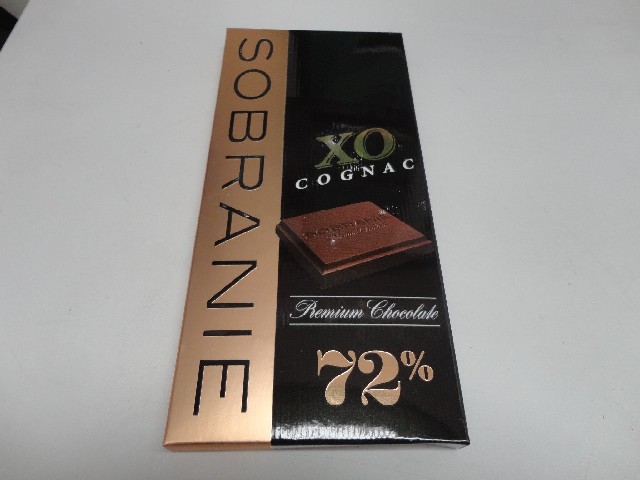 SOBRANIE
XO
COGNAC
Premium Chocolate
72%